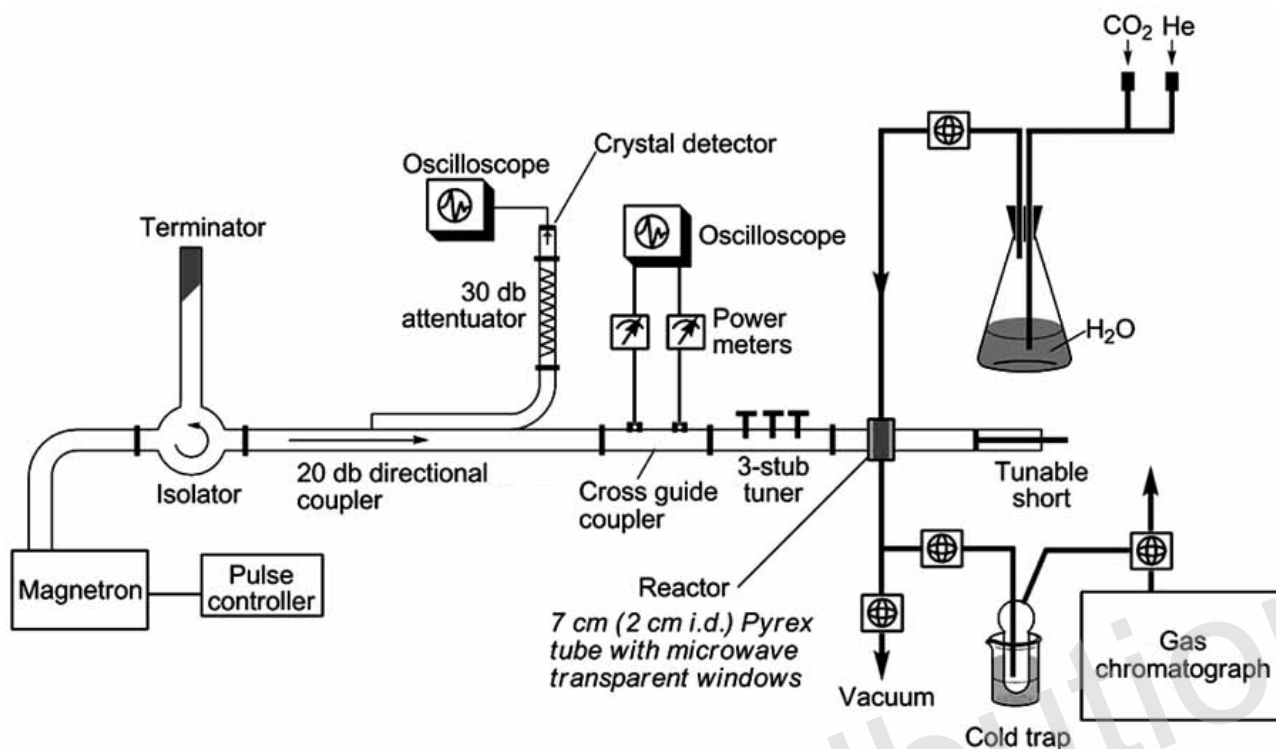 CO2 He
Crystal detector
Oscilloscope
Terminator
Oscilloscope
30 db
attentuator
Power
meters
H2O
Isolator
20 db directional
coupler
Cross guide
coupler
3-stub
tuner
Tunable
short
Magnetron
Pulse
controller
Reactor
7 cm (2 cm i.d.) Pyrex
tube with microwave
transparent windows
Vacuum
Cold trap
Gas
chromatograph